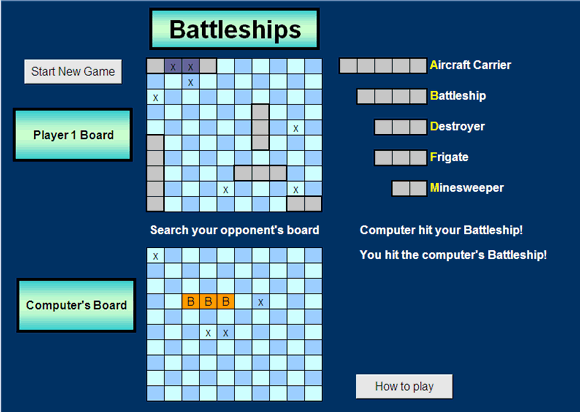 Battleships
Start New Game
x x
x
x
Player 1 Board
x
x x
Aircraft Carrier
Battleship
Destroyer
Frigate
Minesweeper
Search your opponent's board
Computer hit your Battleship!
You hit the computer's Battleship!
x
Computer's Board
B B B x
x x
How to play